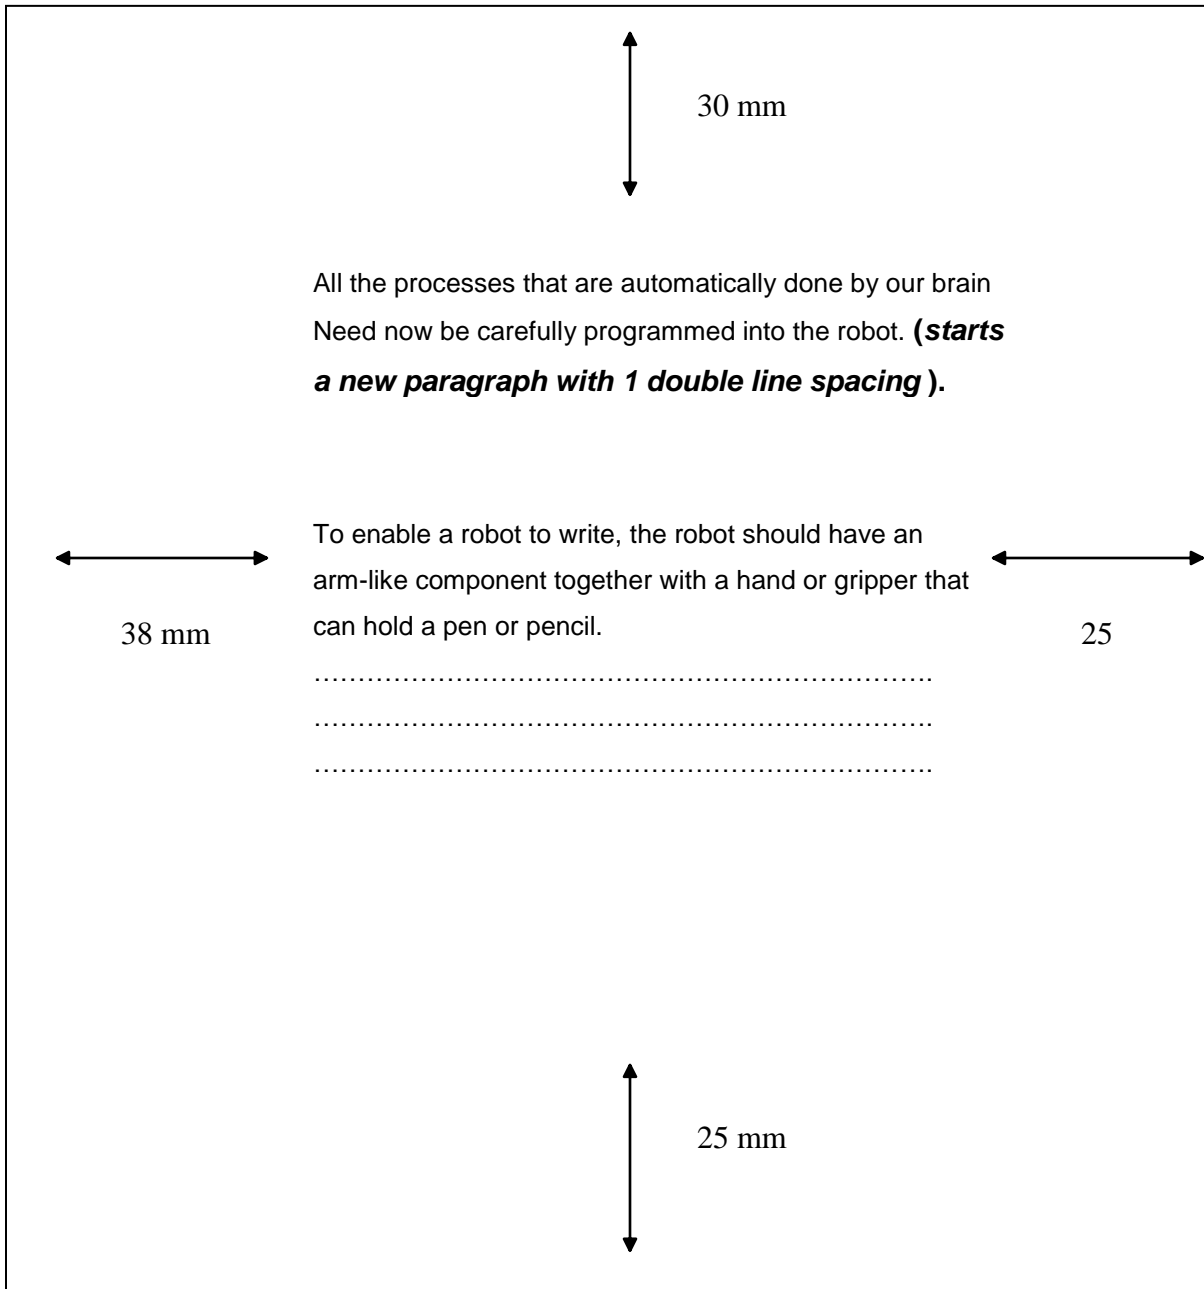 30 mm
All the processes that are automatically done by our brain
Need now be carefully programmed into the robot. (starts
a new paragraph with 1 double line spacing ).
To enable a robot to write, the robot should have an
arm-like component together with a hand or gripper that
can hold a pen or pencil.
38 mm
25
…………………………………………………………….
…………………………………………………………….
…………………………………………………………….
25 mm